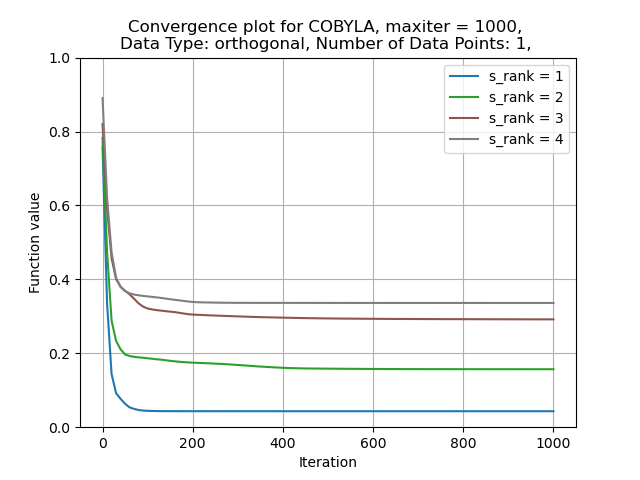 Convergence plot for COBYLA, maxiter = 1000,
Data Type: orthogonal, Number of Data Points: 1,
1.0
0.8
0.6
0.4
0.2
0.0
Function value
s_rank = 1
s_rank = 2
s_rank = 3
s_rank = 4
0 200 400 600 800 1000
Iteration